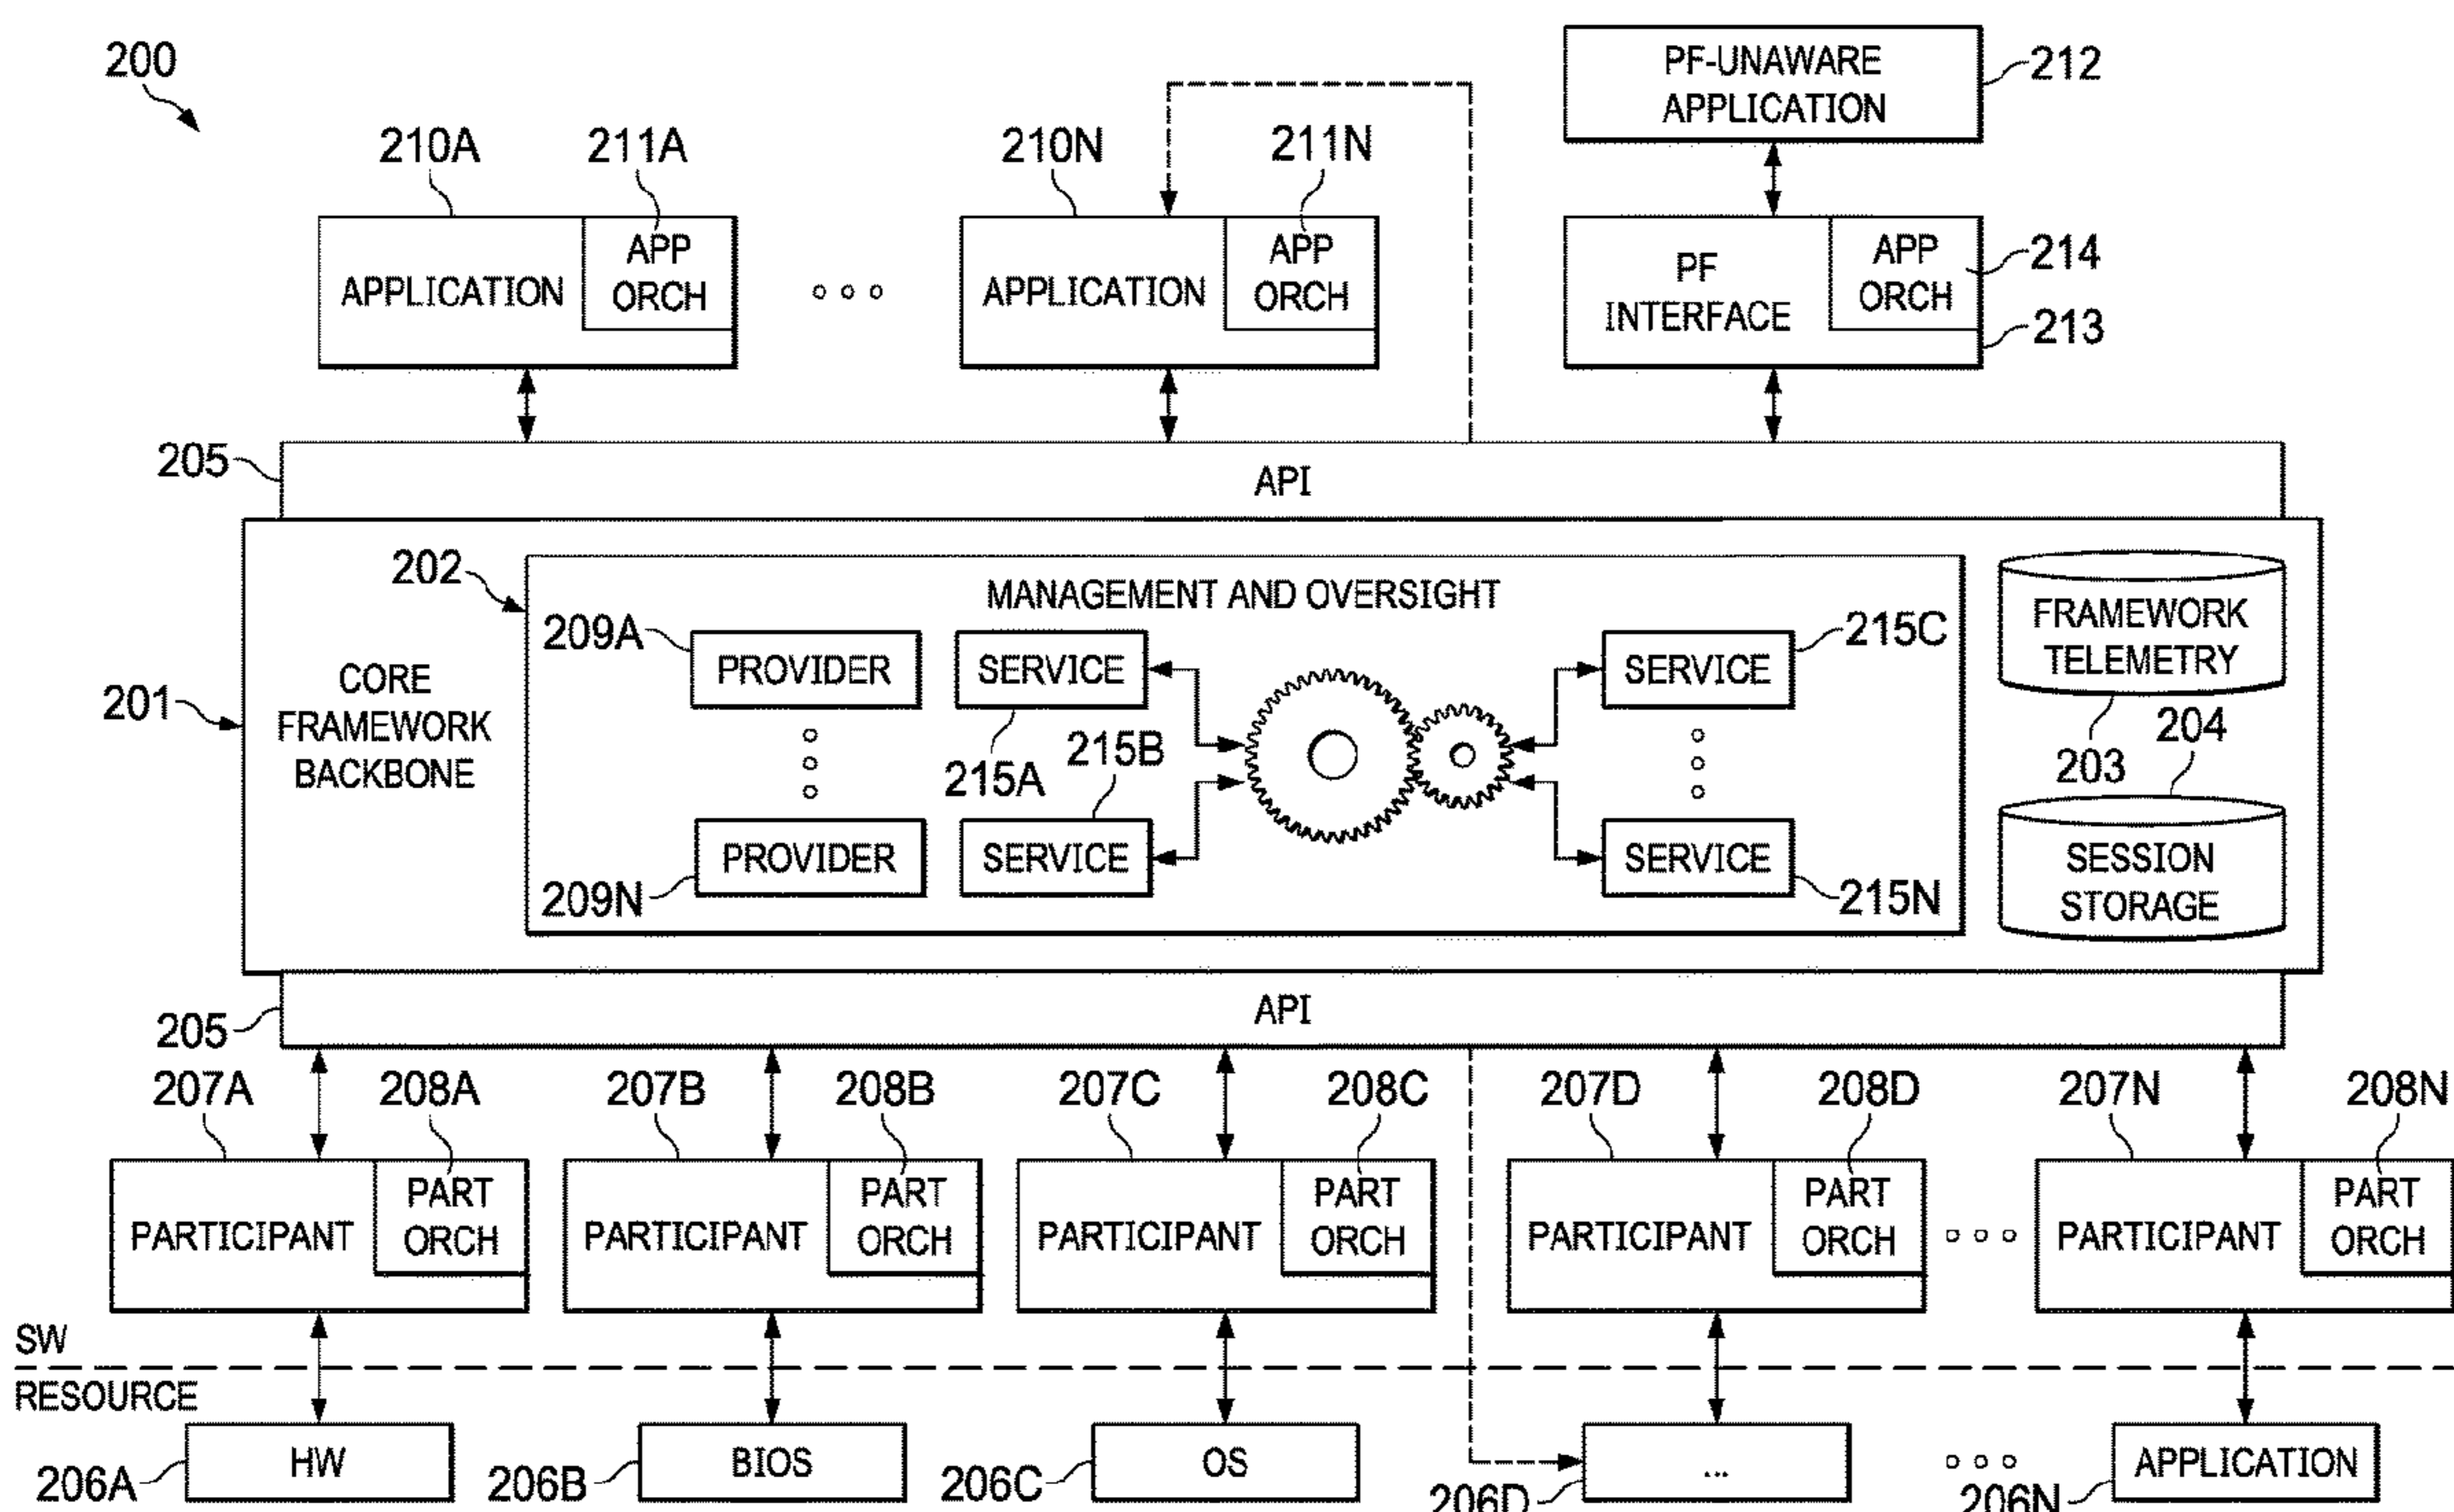 200
PF-UNAWARE
APPLICATION
212
210A
211A
210N
211N
APPLICATION
APP
ORCH
APPLICATION
APP
ORCH
PF
INTERFACE
APP
ORCH
214
213
205
API
202
MANAGEMENT AND OVERSIGHT
201
CORE
FRAMEWORK
BACKBONE
209A
PROVIDER
SERVICE
215A
215B
SERVICE
209N
PROVIDER
SERVICE
215C
SERVICE
215N
FRAMEWORK
TELEMETRY
203
204
SESSION
STORAGE
205
API
207A
208A
207B
208B
207C
208C
207D
208D
207N
208N
PARTICIPANT
PART
ORCH
PARTICIPANT
PART
ORCH
PARTICIPANT
PART
ORCH
PARTICIPANT
PART
ORCH
PARTICIPANT
PART
ORCH
SW
RESOURCE
206A
HW
206B
BIOS
206C
OS
206D
...
206N
APPLICATION